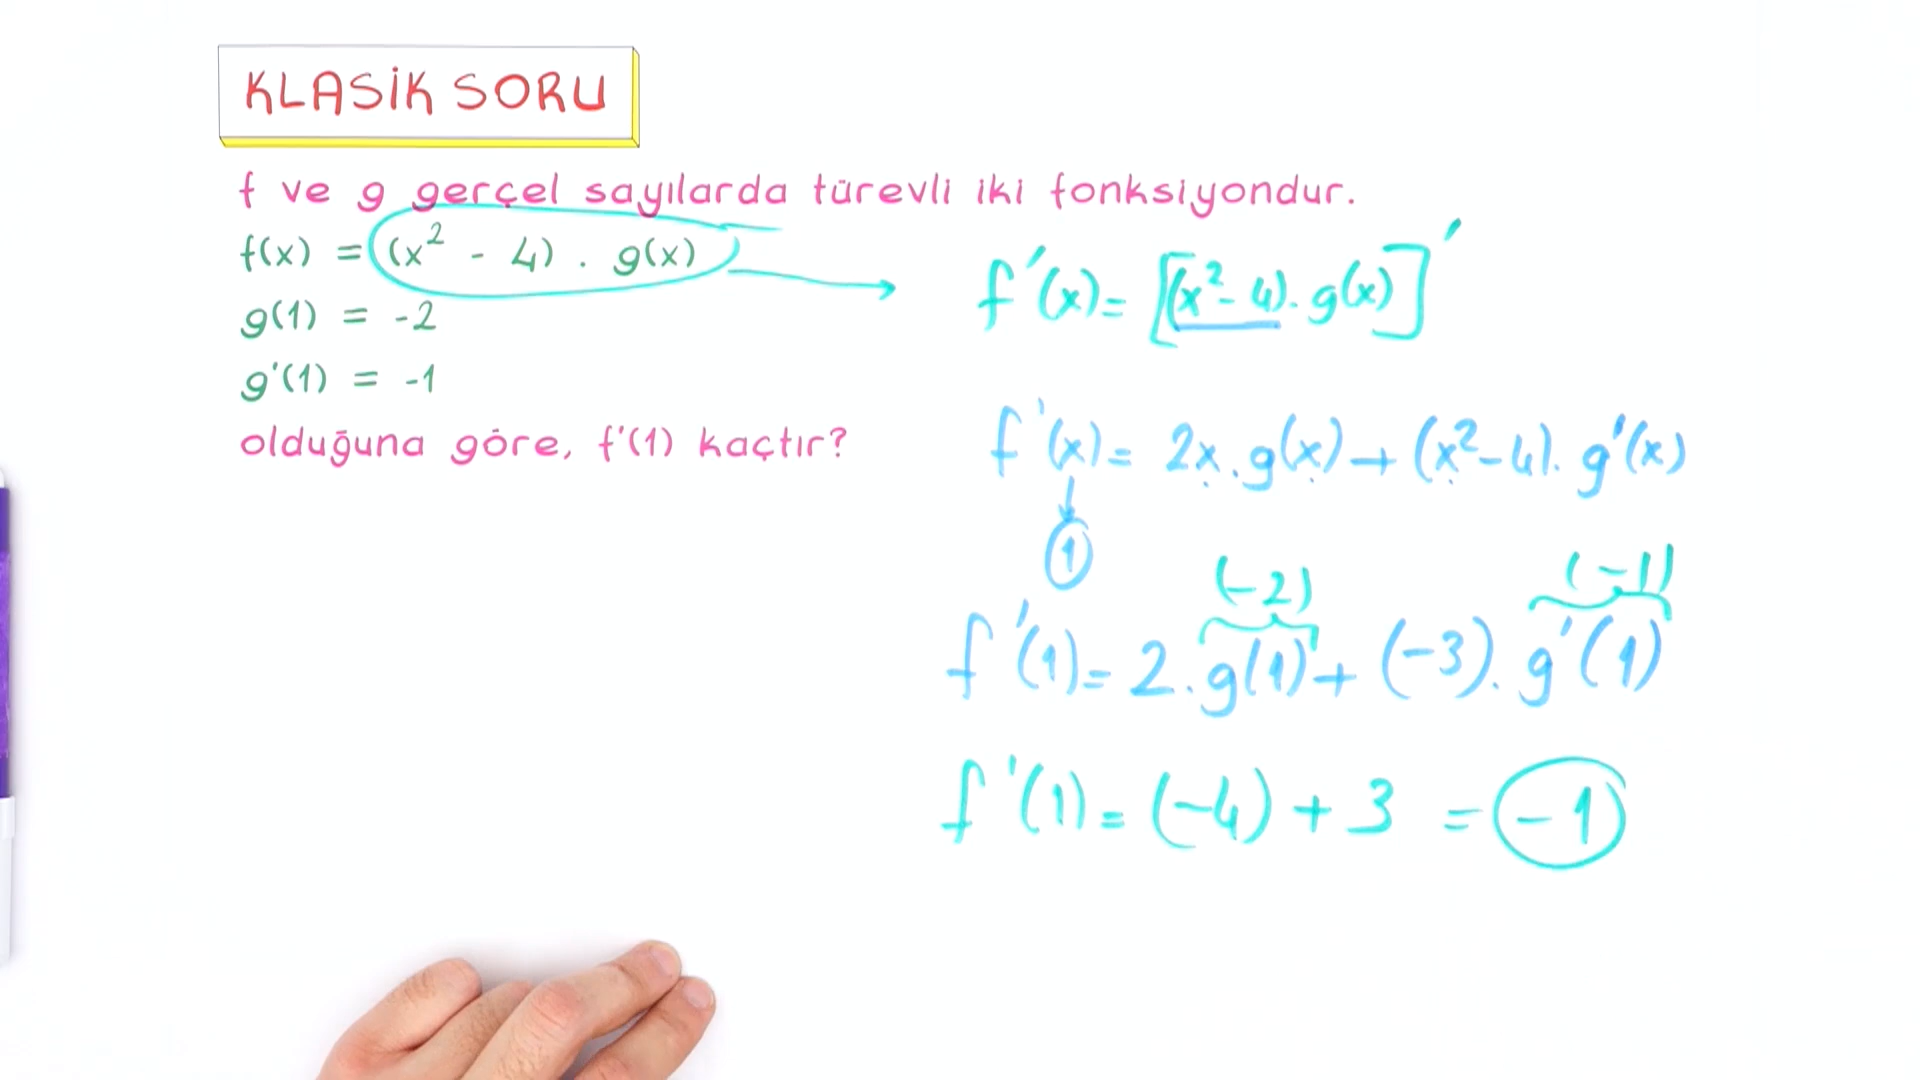 KLASİK SORU
f ve g gerçel sayılarda türevli iki fonksiyondur.
f(x) = (x² - 4) . g(x)
g(1) = -2
g'(1) = -1
olduğuna göre, f'(1) kaçtır?
f'(x) = [(x² - 4) . g(x)]'
f'(x) = 2x . g(x) + (x² - 4) . g'(x)
1
(-2) (-1)
f'(1) = 2 . g(1) + (-3) . g'(1)
f'(1) = (-4) + 3 = -1